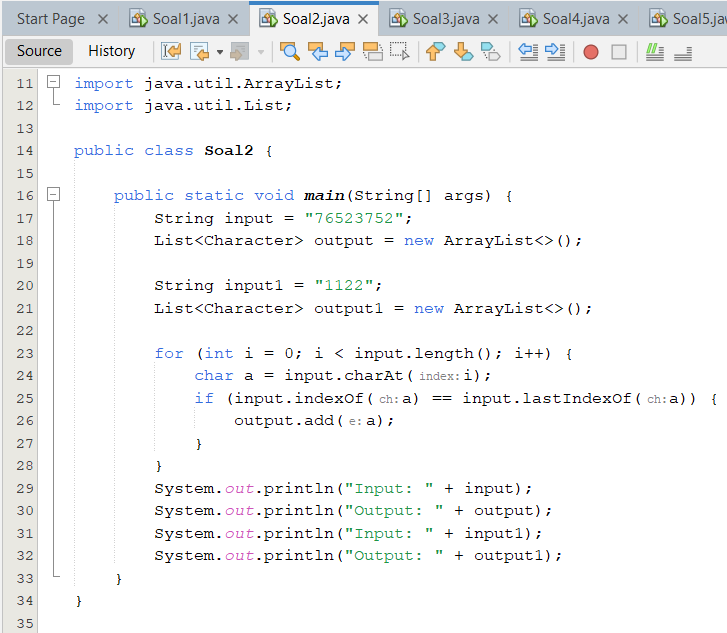 Start Page × Soal1.java × Soal2.java × Soal3.java × Soal4.java × Soal5.ja
Source History
11 import java.util.ArrayList;
12 import java.util.List;
13
14 public class Soal2 {
15
16 public static void main(String[] args) {
17 String input = "76523752";
18 List<Character> output = new ArrayList<>();
19
20 String input1 = "1122";
21 List<Character> output1 = new ArrayList<>();
22
23 for (int i = 0; i < input.length(); i++) {
24 char a = input.charAt(index: i);
25 if (input.indexOf(ch: a) == input.lastIndexOf(ch: a)) {
26 output.add(e: a);
27 }
28 }
29 System.out.println("Input: " + input);
30 System.out.println("Output: " + output);
31 System.out.println("Input: " + input1);
32 System.out.println("Output: " + output1);
33 }
34 }
35